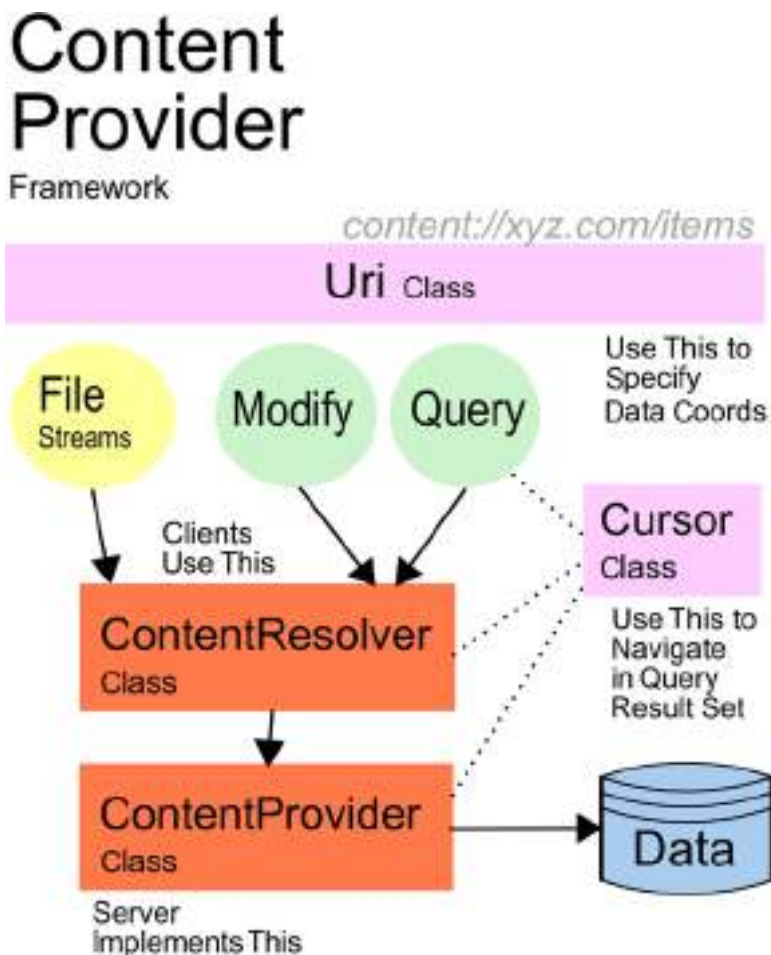 Content
Provider
Framework
content://xyz.com/items
Uri Class
File
Streams
Modify
Query
Use This to
Specify
Data Coords
Clients
Use This
Cursor
Class
ContentResolver
Class
Use This to
Navigate
in Query
Result Set
ContentProvider
Class
Data
Server
Implements This